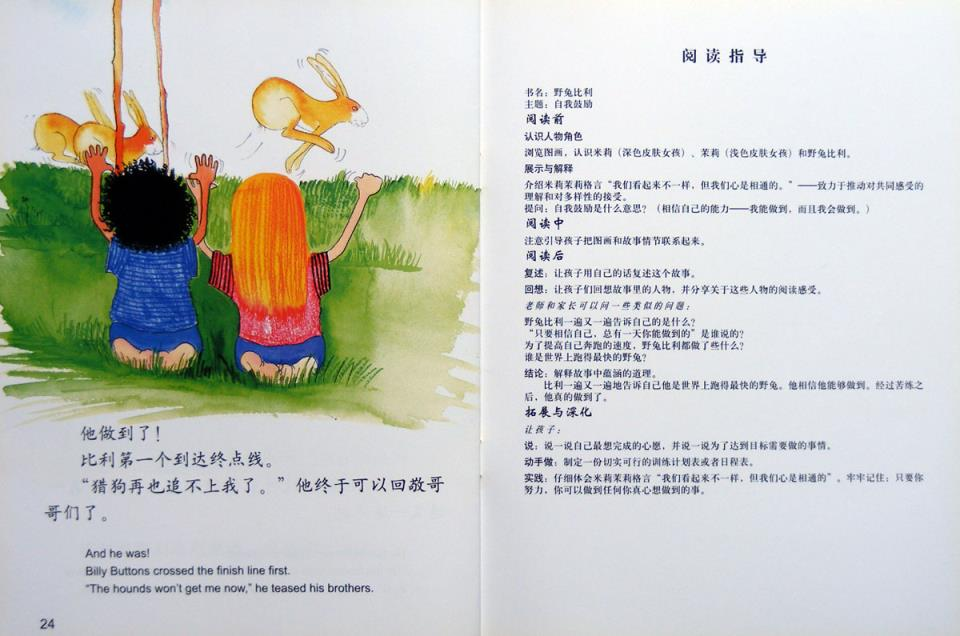 他做到了！
比利第一个到达终点线。
“猎狗再也追不上我了。”他终于可以回敬哥
哥们了。
And he was!
Billy Buttons crossed the finish line first.
“The hounds won’t get me now,” he teased his brothers.
24
阅读指导
书名：野兔比利
主题：自我鼓励
阅读前
认识人物角色
浏览图画，认识米莉（深色皮肤女孩）、茉莉（浅色皮肤女孩）和野兔比利。
展示与解释
介绍米莉茉莉格言“我们看起来不一样，但我们心是相通的。”——致力于推动对共同感受的
理解和对多样性的接受。
提问：自我鼓励是什么意思？（相信自己的能力——我能做到，而且我会做到。）
阅读中
注意引导孩子把图画和故事情节联系起来。
阅读后
复述：让孩子用自己的话复述这个故事。
回想：让孩子们回想故事里的人物，并分享关于这些人物的阅读感受。
老师和家长可以问一些类似的问题：
野兔比利一遍又一遍告诉自己的是什么？
“只要相信自己，总有一天你能做到的”是谁说的？
为了提高自己奔跑的速度，野兔比利都做了些什么？
谁是世界上跑得最快的野兔？
结论：解释故事中蕴涵的道理。
比利一遍又一遍地告诉自己他是世界上跑得最快的野兔。他相信他能够做到。经过苦练之
后，他真的做到了。
拓展与深化
让孩子：
说：说一说自己最想完成的心愿，并说一说为了达到目标需要做的事情。
动手做：制定一份切实可行的训练计划表或者日程表。
实践：仔细体会米莉茉莉格言“我们看起来不一样，但我们心是相通的”。牢牢记住：只要你
努力，你可以做到任何你真心想做到的事。